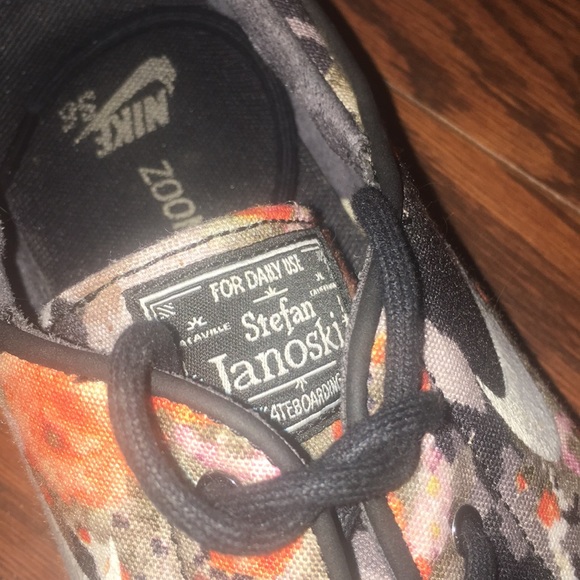 NIKE
SB
ZOOM
FOR DAILY USE
Stefan
Janoski
SKATEBOARDING